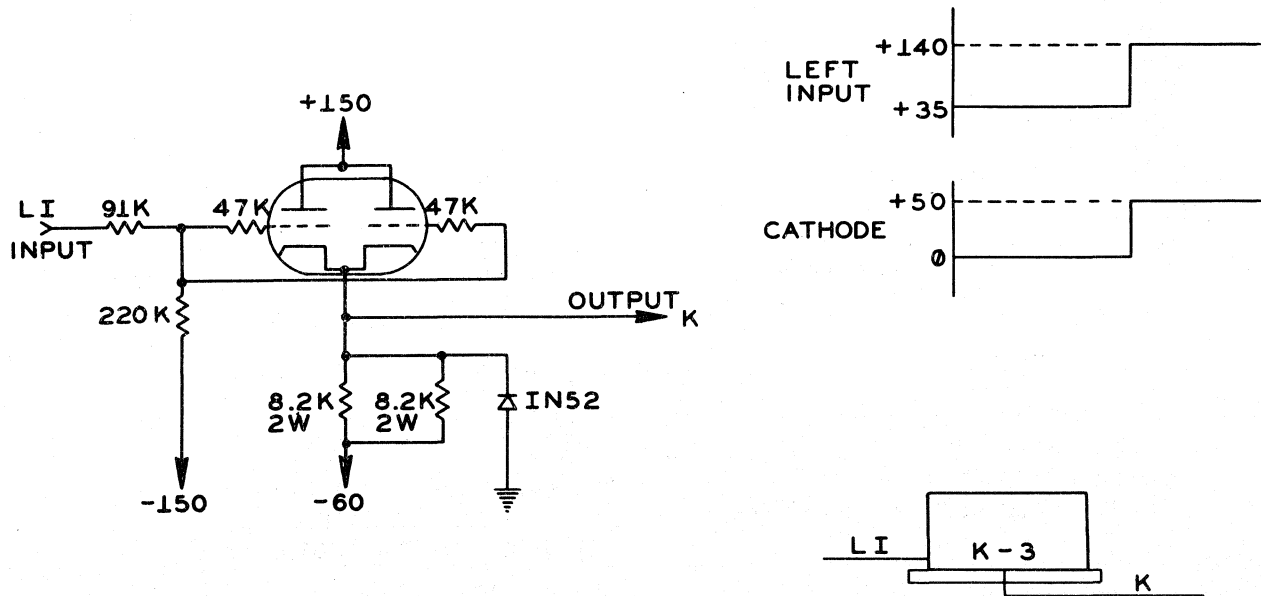 +150
LI
INPUT
91K
47K
47K
220K
-150
OUTPUT
K
8.2K
2W
8.2K
2W
IN52
-60
LEFT
INPUT
+140
+35
CATHODE
+50
0
LI
K-3
K